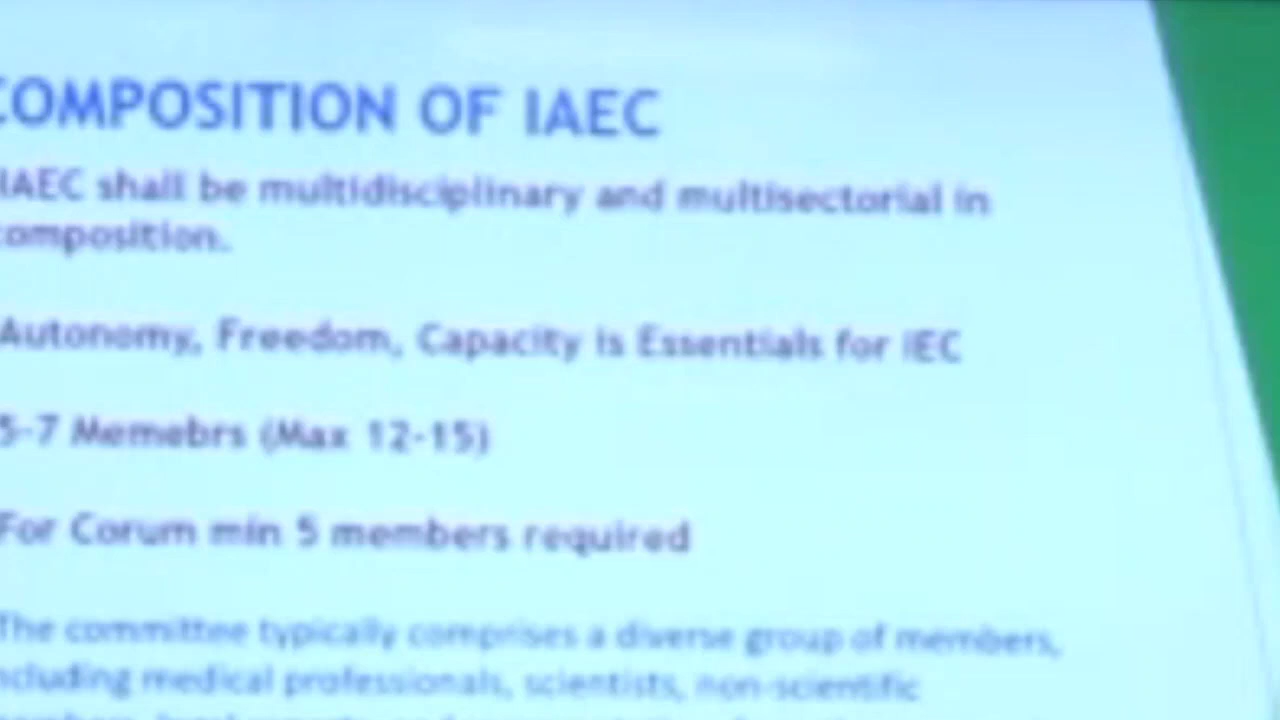 COMPOSITION OF IAEC
IAEC shall be multidisciplinary and multisectorial in
composition.
Autonomy, Freedom, Capacity is Essentials for IEC
5-7 Memebrs (Max 12-15)
For Corum min 5 members required
The committee typically comprises a diverse group of members,
including medical professionals, scientists, non-scientific